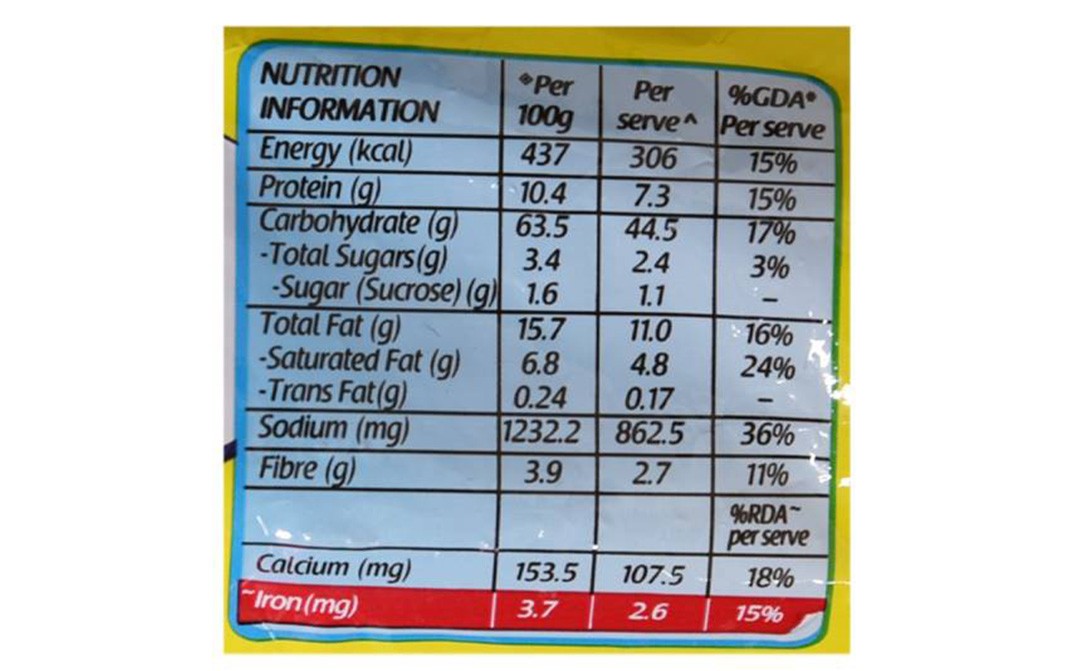 NUTRITION INFORMATION | ◈Per 100g | Per serve^ | %GDA* Per serve
Energy (kcal) 437 306 15%
Protein (g) 10.4 7.3 15%
Carbohydrate (g) 63.5 44.5 17%
-Total Sugars(g) 3.4 2.4 3%
-Sugar (Sucrose) (g) 1.6 1.1 –
Total Fat (g) 15.7 11.0 16%
-Saturated Fat (g) 6.8 4.8 24%
-Trans Fat(g) 0.24 0.17 –
Sodium (mg) 1232.2 862.5 36%
Fibre (g) 3.9 2.7 11%
%RDA~
per serve
Calcium (mg) 153.5 107.5 18%
~Iron(mg) 3.7 2.6 15%